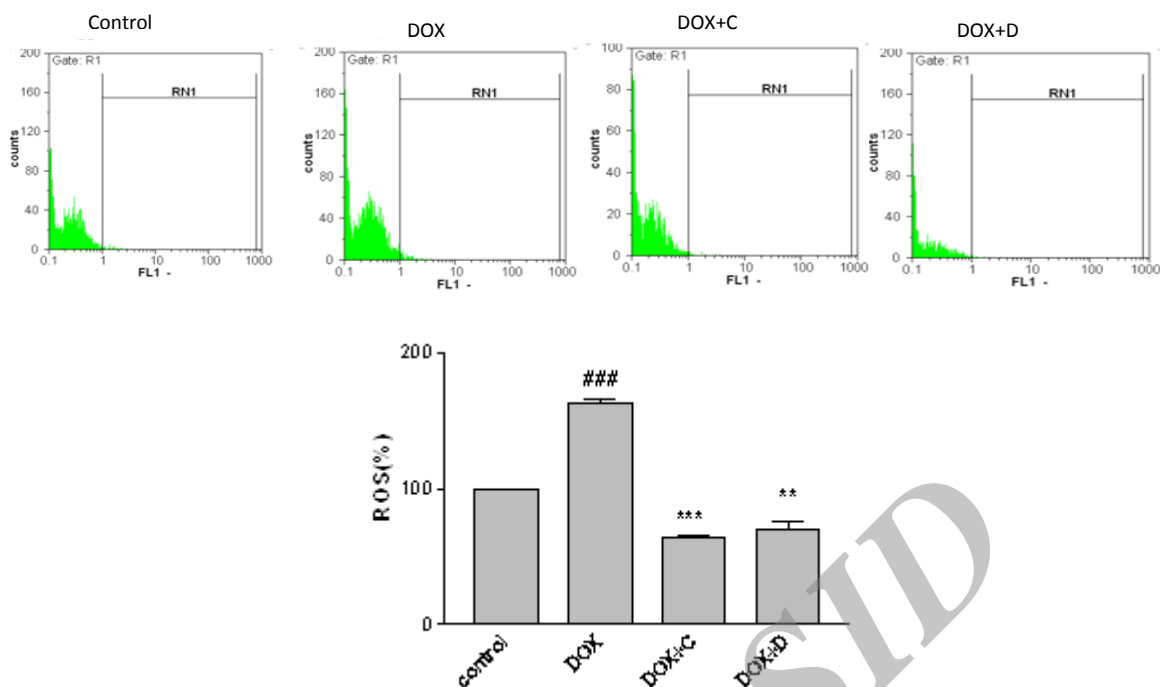 Control
DOX
DOX+C
DOX+D
200
160
120
80
40
0
counts
Gate: R1
RN1
0.1 1 10 100 1000
FL1 -
200
160
120
80
40
0
counts
Gate: R1
RN1
0.1 1 10 100 1000
FL1 -
100
80
60
40
20
0
counts
Gate: R1
RN1
0.1 1 10 100 1000
FL1 -
200
160
120
80
40
0
counts
Gate: R1
RN1
0.1 1 10 100 1000
FL1 -
ROS(%)
200
100
0
###
***
**
control
DOX
DOX+C
DOX+D
SID